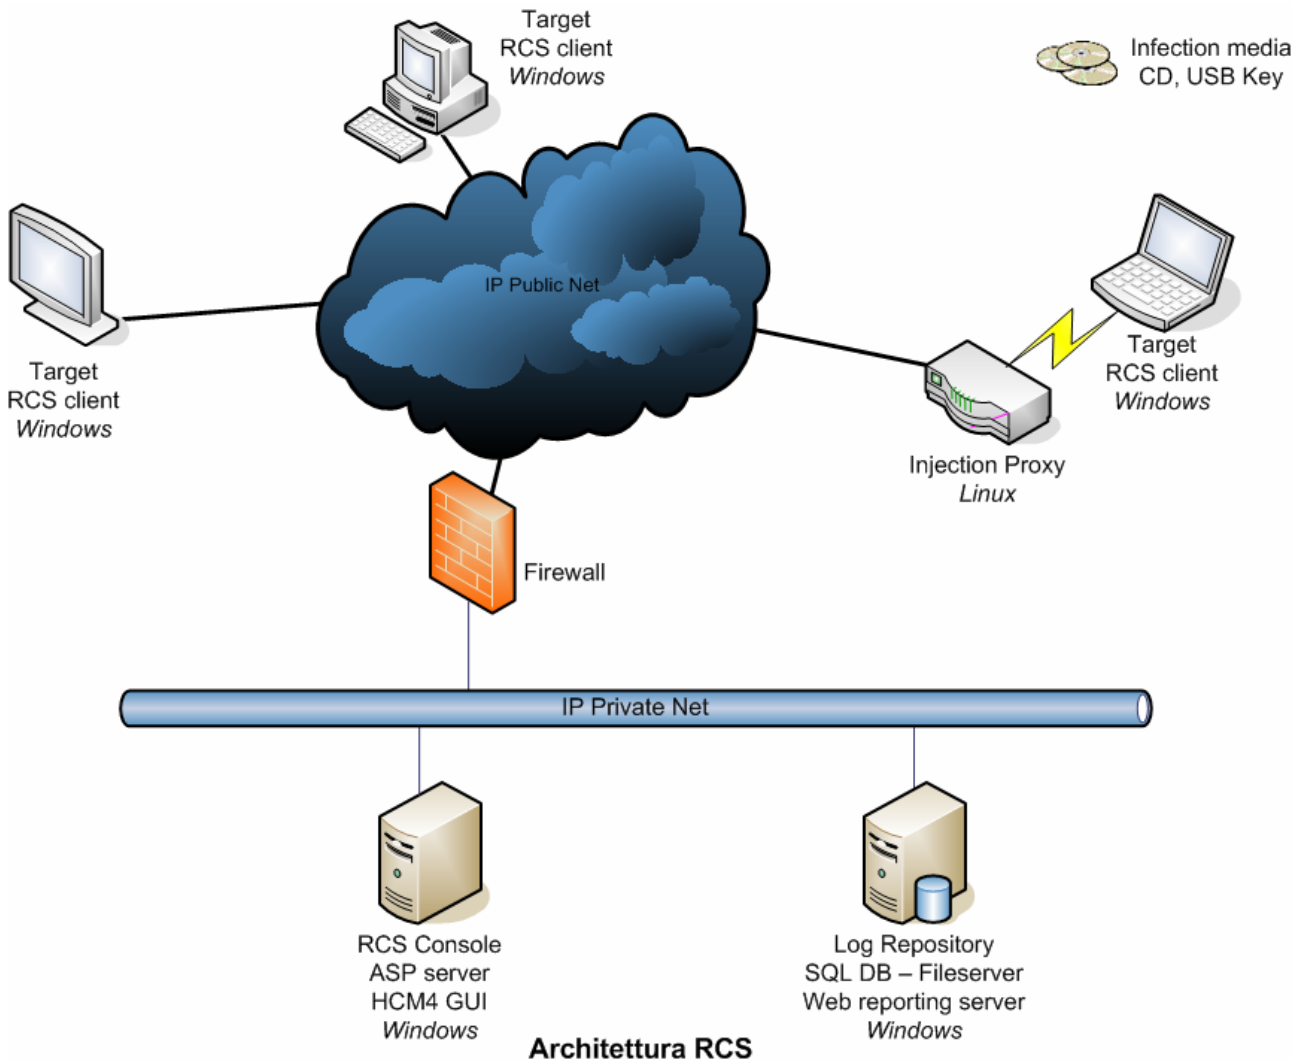 Target
RCS client
Windows
Infection media
CD, USB Key
IP Public Net
Target
RCS client
Windows
Target
RCS client
Windows
Injection Proxy
Linux
Firewall
IP Private Net
RCS Console
ASP server
HCM4 GUI
Windows
Log Repository
SQL DB – Fileserver
Web reporting server
Windows
Architettura RCS